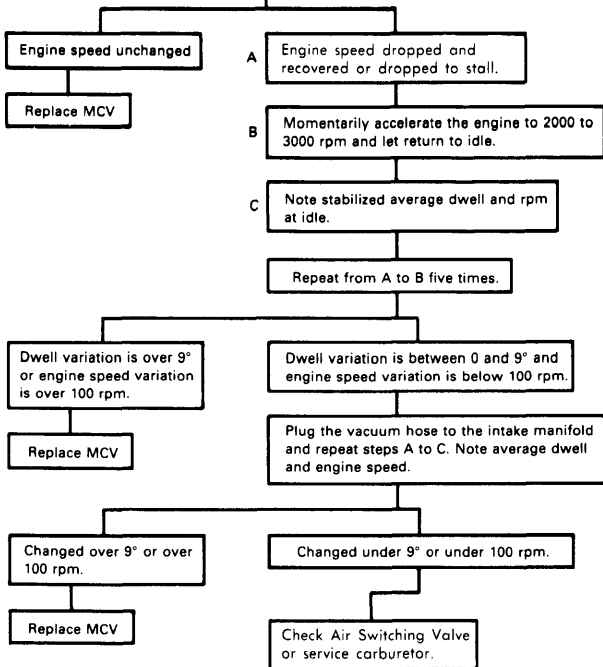 Engine speed unchanged
Replace MCV
A
Engine speed dropped and
recovered or dropped to stall.
B
Momentarily accelerate the engine to 2000 to
3000 rpm and let return to idle.
C
Note stabilized average dwell and rpm
at idle.
Repeat from A to B five times.
Dwell variation is over 9°
or engine speed variation
is over 100 rpm.
Replace MCV
Dwell variation is between 0 and 9° and
engine speed variation is below 100 rpm.
Plug the vacuum hose to the intake manifold
and repeat steps A to C. Note average dwell
and engine speed.
Changed over 9° or over
100 rpm.
Replace MCV
Changed under 9° or under 100 rpm.
Check Air Switching Valve
or service carburetor.